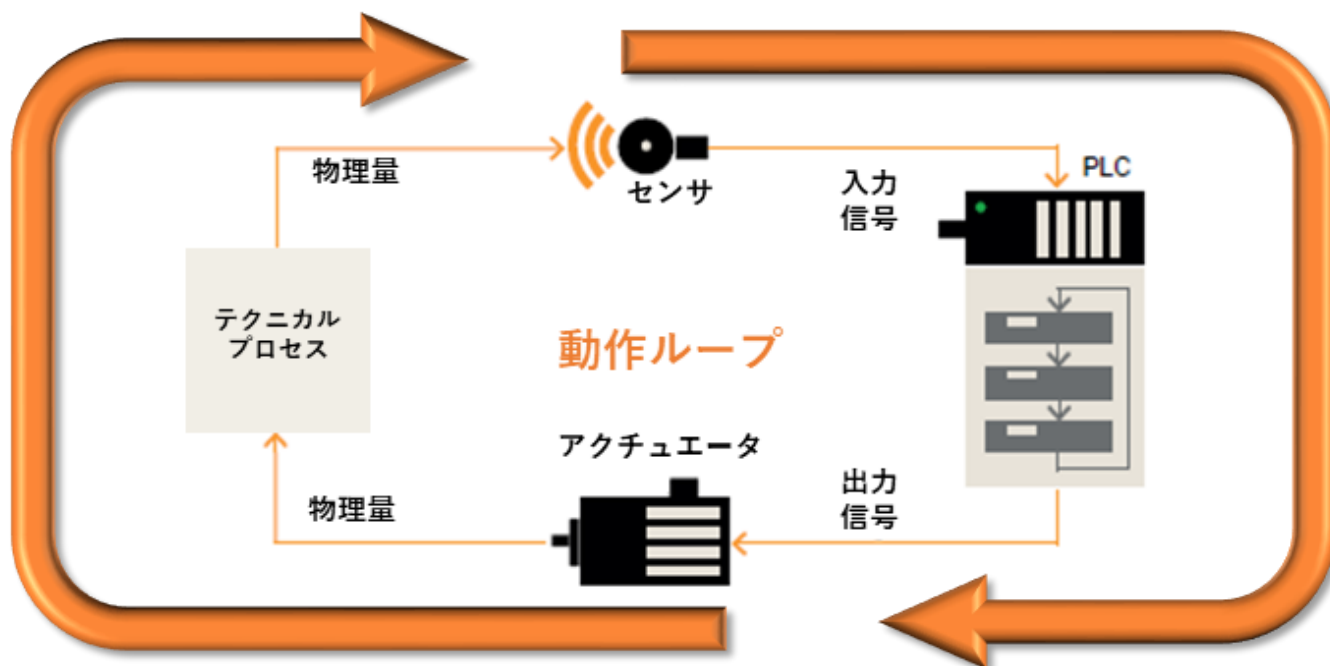 物理量
センサ
入力
信号
PLC
テクニカル
プロセス
動作ループ
アクチュエータ
物理量
出力
信号